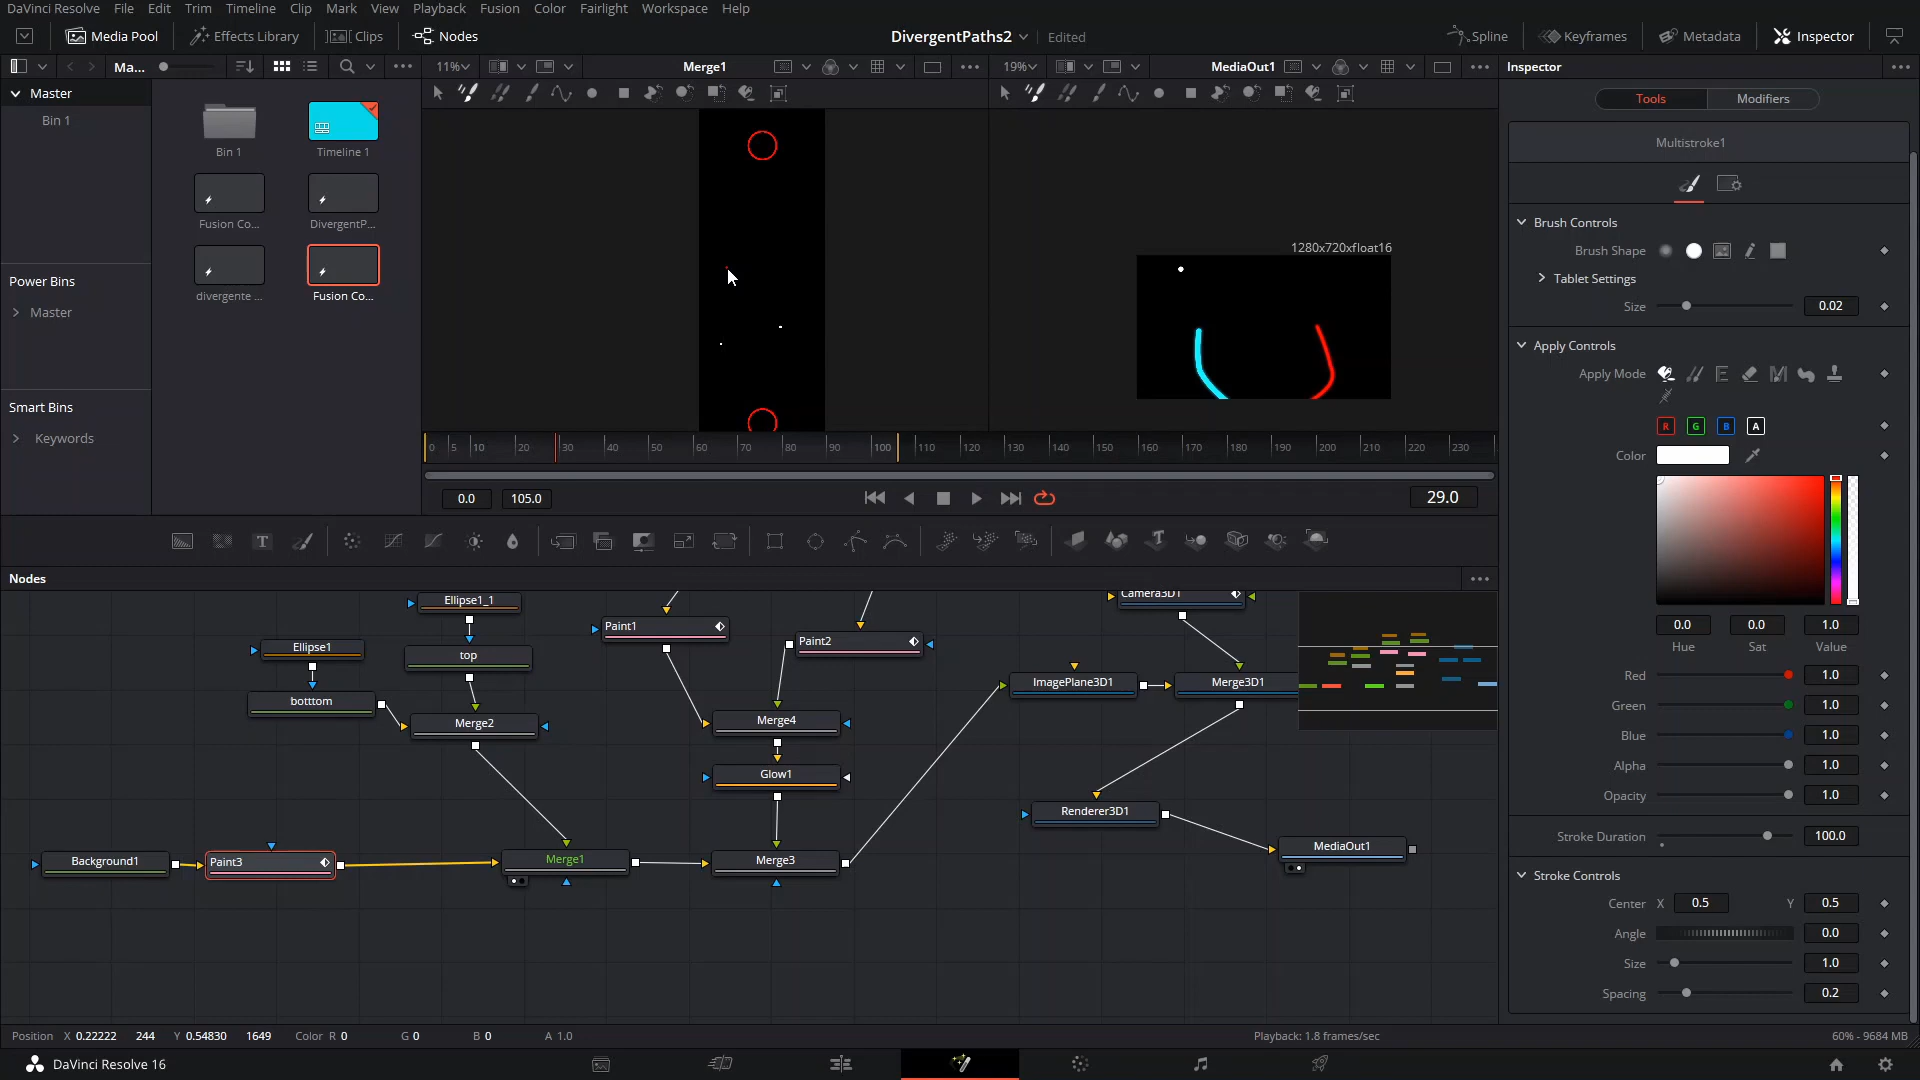 DaVinci Resolve File Edit Trim Timeline Clip Mark View Playback Fusion Color Fairlight Workspace Help
Media Pool Effects Library Clips Nodes DivergentPaths2 Edited Spline Keyframes Metadata Inspector
Ma... 11% Merge1 19% MediaOut1 Inspector
Master
Bin 1
Power Bins
Master
Smart Bins
Keywords
Bin 1 Timeline 1
Fusion Co... DivergentP...
divergente ... Fusion Co...
1280x720xfloat16
0 5 10 20 30 40 50 60 70 80 90 100 110 120 130 140 150 160 170 180 190 200 210 220 230
0.0 105.0 29.0
T
Nodes
Ellipse1_1
Ellipse1
top
botttom
Merge2
Paint1
Paint2
Merge4
Glow1
Camera3D1
ImagePlane3D1
Merge3D1
Renderer3D1
MediaOut1
Background1
Paint3
Merge1
Merge3
Tools Modifiers
Multistroke1
Brush Controls
Brush Shape
Tablet Settings
Size 0.02
Apply Controls
Apply Mode
R G B A
Color
0.0 0.0 1.0
Hue Sat Value
Red 1.0
Green 1.0
Blue 1.0
Alpha 1.0
Opacity 1.0
Stroke Duration 100.0
Stroke Controls
Center X 0.5 Y 0.5
Angle 0.0
Size 1.0
Spacing 0.2
Position X 0.22222 244 Y 0.54830 1649 Color R 0 G 0 B 0 A 1.0 Playback: 1.8 frames/sec 60% - 9684 MB
DaVinci Resolve 16